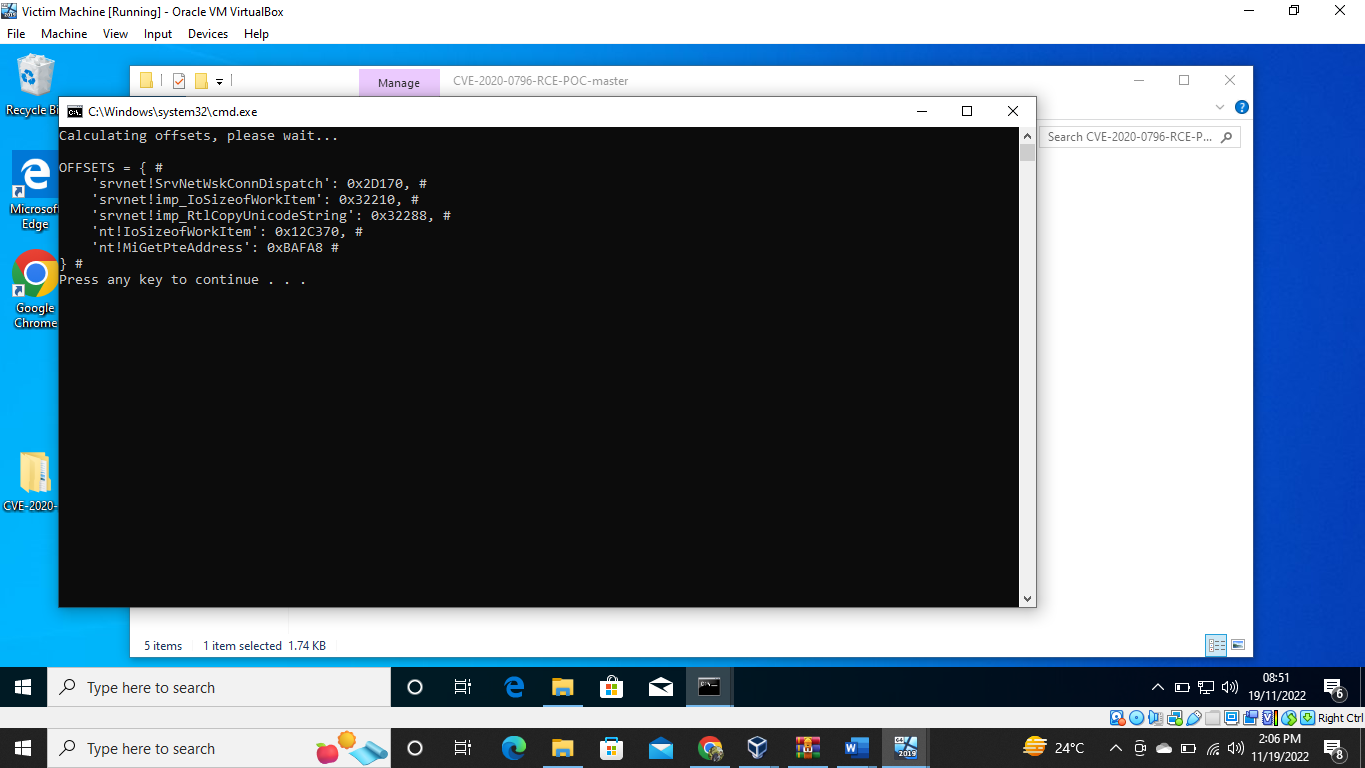 Victim Machine [Running] - Oracle VM VirtualBox
File Machine View Input Devices Help
Recycle Bi
Manage
CVE-2020-0796-RCE-POC-master
C:\Windows\system32\cmd.exe
Search CVE-2020-0796-RCE-P...
Calculating offsets, please wait...
OFFSETS = { #
'srvnet!SrvNetWskConnDispatch': 0x2D170, #
'srvnet!imp_IoSizeofWorkItem': 0x32210, #
'srvnet!imp_RtlCopyUnicodeString': 0x32288, #
'nt!IoSizeofWorkItem': 0x12C370, #
'nt!MiGetPteAddress': 0xBAFA8 #
} #
Press any key to continue . . .
Microsof
Edge
Google
Chrome
CVE-2020-
5 items 1 item selected 1.74 KB
Type here to search
08:51
19/11/2022
6
Right Ctrl
Type here to search
24°C
2:06 PM
11/19/2022
8